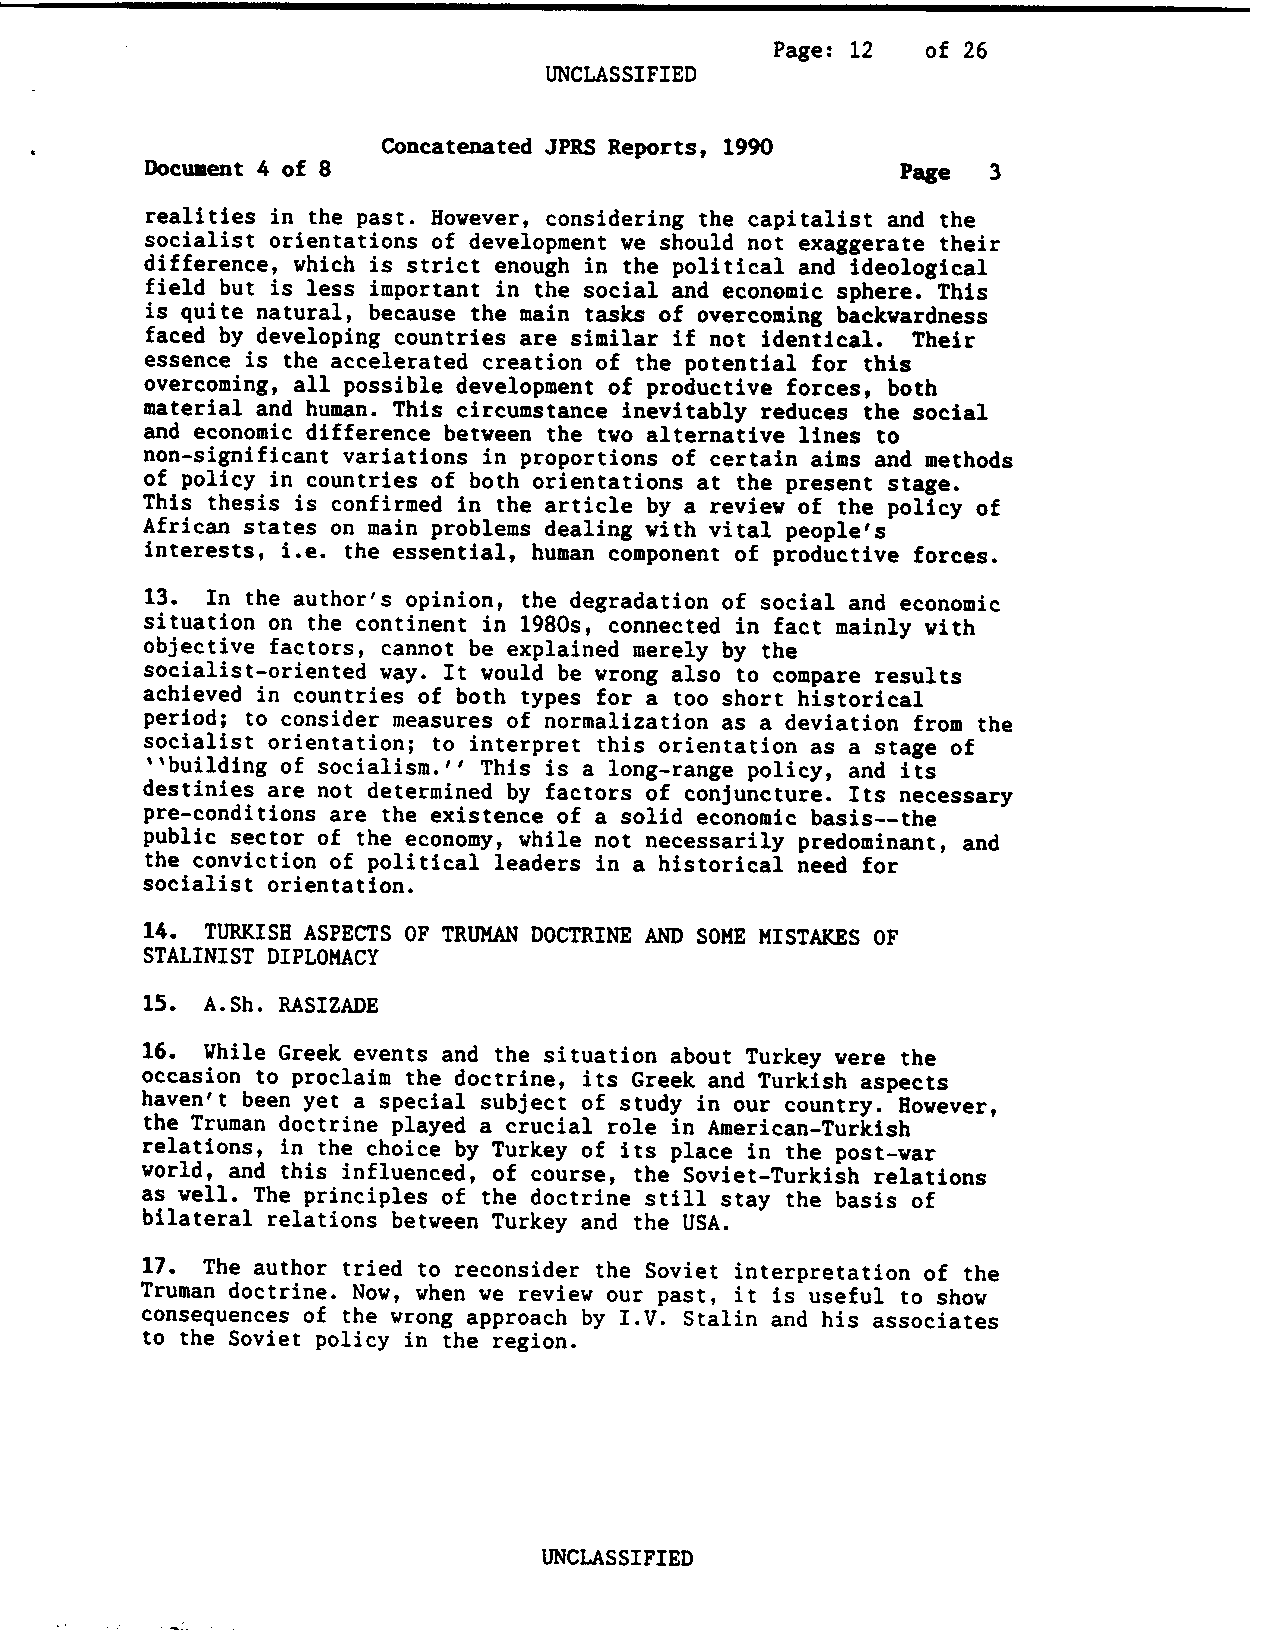 Page: 12 of 26
UNCLASSIFIED
Concatenated JPRS Reports, 1990
Document 4 of 8 Page 3
realities in the past. However, considering the capitalist and the
socialist orientations of development we should not exaggerate their
difference, which is strict enough in the political and ideological
field but is less important in the social and economic sphere. This
is quite natural, because the main tasks of overcoming backwardness
faced by developing countries are similar if not identical. Their
essence is the accelerated creation of the potential for this
overcoming, all possible development of productive forces, both
material and human. This circumstance inevitably reduces the social
and economic difference between the two alternative lines to
non-significant variations in proportions of certain aims and methods
of policy in countries of both orientations at the present stage.
This thesis is confirmed in the article by a review of the policy of
African states on main problems dealing with vital people's
interests, i.e. the essential, human component of productive forces.
13. In the author's opinion, the degradation of social and economic
situation on the continent in 1980s, connected in fact mainly with
objective factors, cannot be explained merely by the
socialist-oriented way. It would be wrong also to compare results
achieved in countries of both types for a too short historical
period; to consider measures of normalization as a deviation from the
socialist orientation; to interpret this orientation as a stage of
``building of socialism.'' This is a long-range policy, and its
destinies are not determined by factors of conjuncture. Its necessary
pre-conditions are the existence of a solid economic basis--the
public sector of the economy, while not necessarily predominant, and
the conviction of political leaders in a historical need for
socialist orientation.
14. TURKISH ASPECTS OF TRUMAN DOCTRINE AND SOME MISTAKES OF
STALINIST DIPLOMACY
15. A.Sh. RASIZADE
16. While Greek events and the situation about Turkey were the
occasion to proclaim the doctrine, its Greek and Turkish aspects
haven't been yet a special subject of study in our country. However,
the Truman doctrine played a crucial role in American-Turkish
relations, in the choice by Turkey of its place in the post-war
world, and this influenced, of course, the Soviet-Turkish relations
as well. The principles of the doctrine still stay the basis of
bilateral relations between Turkey and the USA.
17. The author tried to reconsider the Soviet interpretation of the
Truman doctrine. Now, when we review our past, it is useful to show
consequences of the wrong approach by I.V. Stalin and his associates
to the Soviet policy in the region.
UNCLASSIFIED